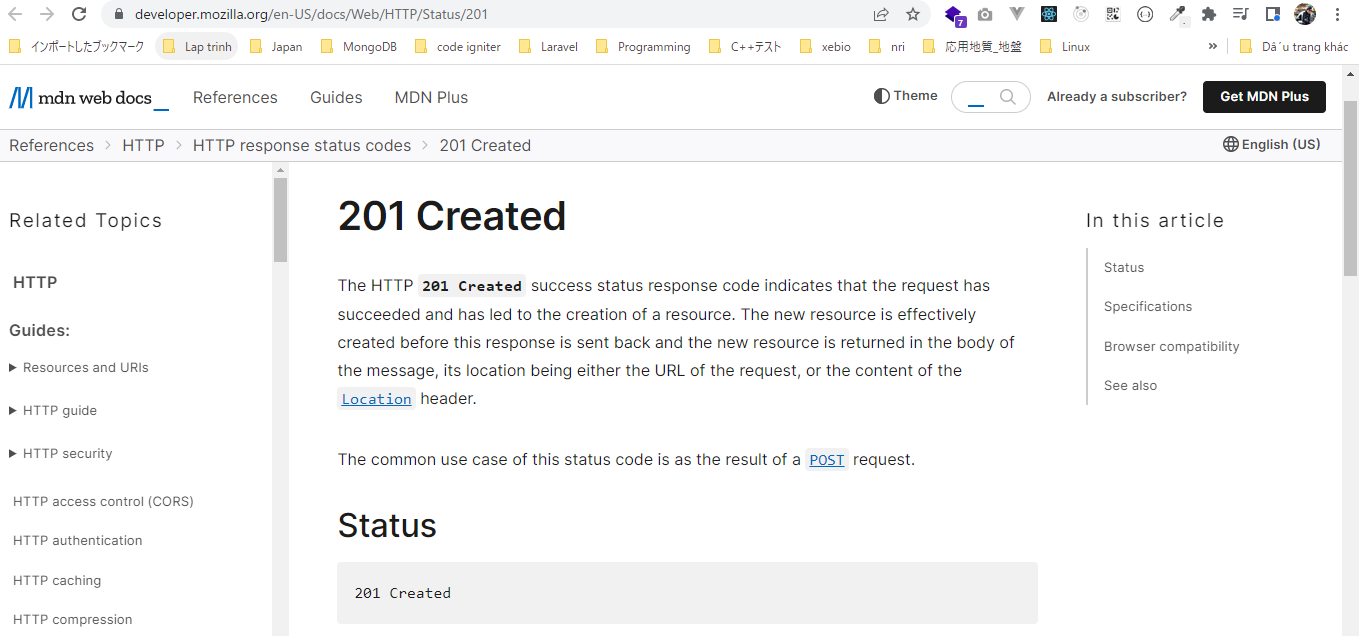 developer.mozilla.org/en-US/docs/Web/HTTP/Status/201
7
インポートしたブックマーク Lap trinh Japan MongoDB code igniter Laravel Programming C++テスト xebio nri 応用地質_地盤 Linux » Dấu trang khác
mdn web docs_ References Guides MDN Plus Theme Already a subscriber? Get MDN Plus
References > HTTP > HTTP response status codes > 201 Created English (US)
Related Topics
HTTP
Guides:
Resources and URIs
HTTP guide
HTTP security
HTTP access control (CORS)
HTTP authentication
HTTP caching
HTTP compression
201 Created
The HTTP 201 Created success status response code indicates that the request has
succeeded and has led to the creation of a resource. The new resource is effectively
created before this response is sent back and the new resource is returned in the body of
the message, its location being either the URL of the request, or the content of the
Location header.
The common use case of this status code is as the result of a POST request.
Status
201 Created
In this article
Status
Specifications
Browser compatibility
See also